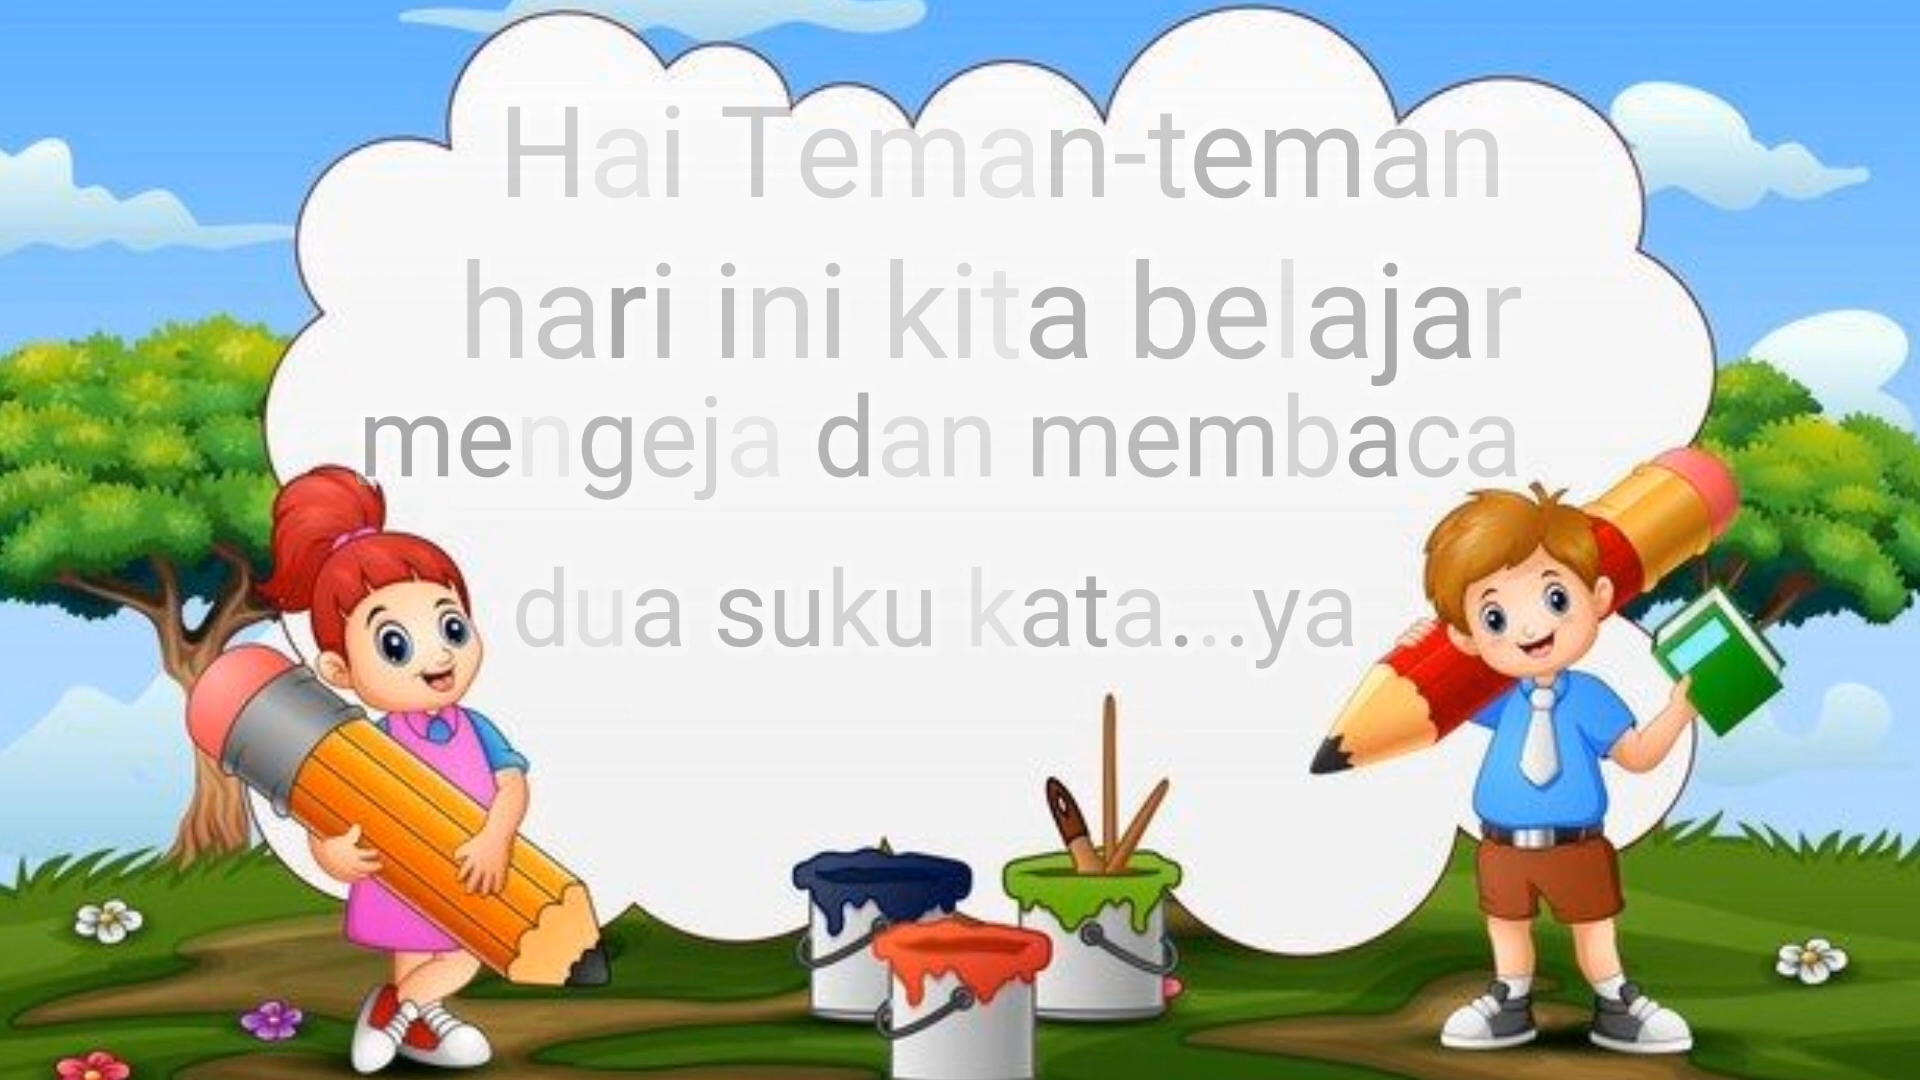 Hai Teman-teman
hari ini kita belajar
mengeja dan membaca
dua suku kata...ya